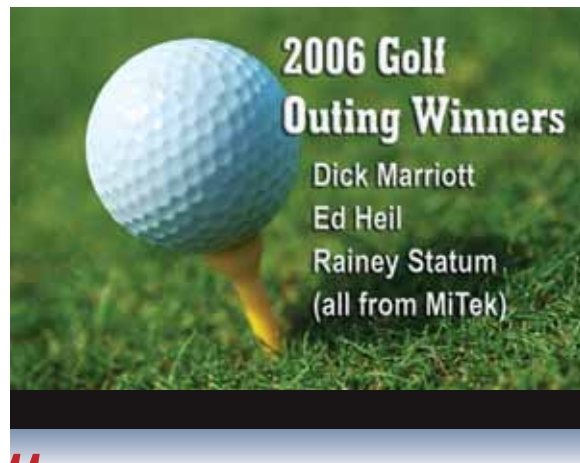 2006 Golf
Outing Winners
Dick Marriott
Ed Heil
Rainey Statum
(all from MiTek)